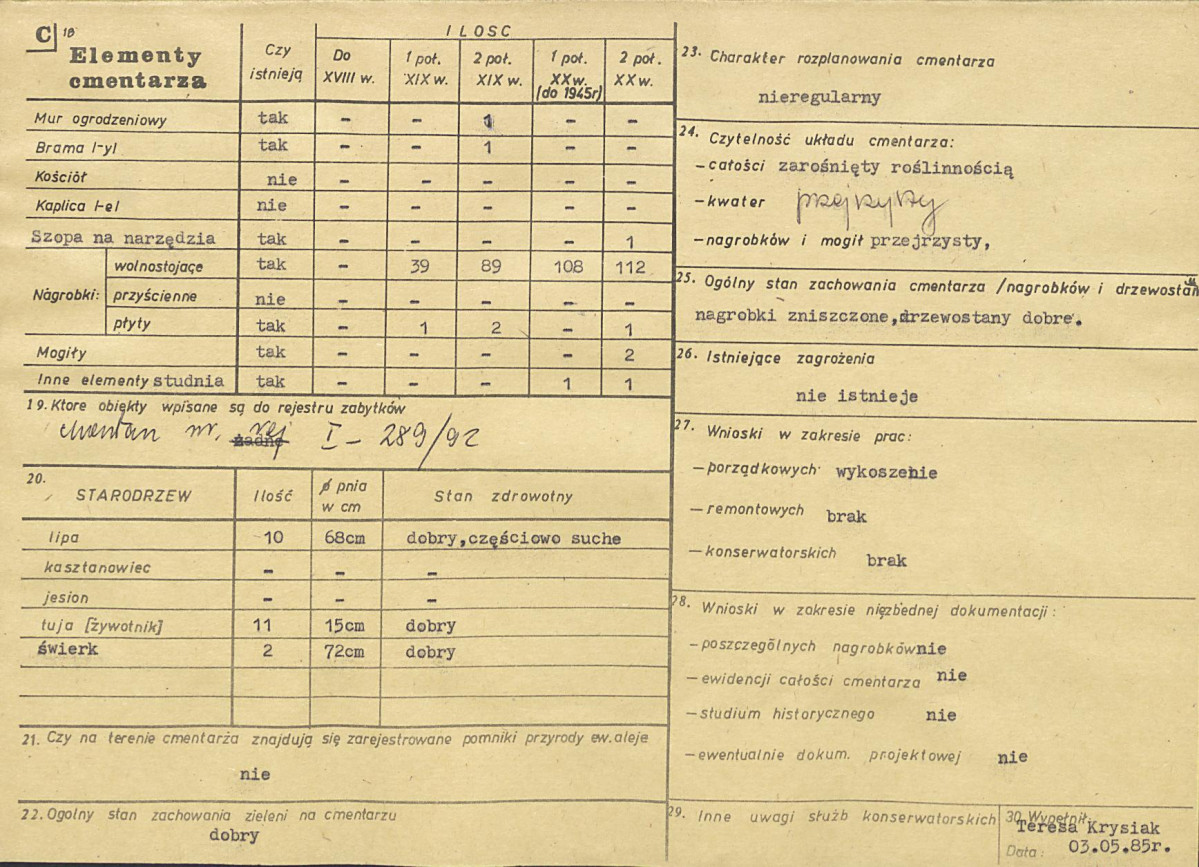 C 18
Elementy cmentarza
Czy istnieją
ILOSC
Do XVIII w.
1 poł. XIX w.
2 poł. XIX w.
1 poł. XX w. (do 1945r)
2 poł. XX w.
Mur ogrodzeniowy tak - - 1 - -
Brama /-y/ tak - - 1 - -
Kościół nie - - - - -
Kaplica /-e/ nie - - - - -
Szopa na narzędzia tak - - - - 1
Nagrobki: wolnostojące tak - 39 89 108 112
przyścienne nie - - - - -
płyty tak - 1 2 - 1
Mogiły tak - - - - 2
Inne elementy studnia tak - - - 1 1
19. Ktore obiekty wpisane są do rejestru zabytków
żadne
nr. rej I - 289/92
20. STARODRZEW Ilość ø pnia w cm Stan zdrowotny
lipa 10 68cm dobry,częściowo suche
kasztanowiec - - -
jesion - - -
tuja [żywotnik] 11 15cm dobry
świerk 2 72cm dobry
21. Czy na terenie cmentarza znajdują się zarejestrowane pomniki przyrody ew. aleje
nie
22. Ogolny stan zachowania zieleni na cmentarzu
dobry
23. Charakter rozplanowania cmentarza
nieregularny
24. Czytelność układu cmentarza:
- całości zarośnięty roślinnością
- kwater przejrzysty
- nagrobków i mogił przejrzysty,
25. Ogólny stan zachowania cmentarza /nagrobków i drzewostan
nagrobki zniszczone,drzewostany dobre.
26. Istniejące zagrożenia
nie istnieje
27. Wnioski w zakresie prac:
- porządkowych wykoszenie
- remontowych brak
- konserwatorskich brak
28. Wnioski w zakresie niezbednej dokumentacji:
- poszczególnych nagrobków nie
- ewidencji całości cmentarza nie
- studium historycznego nie
- ewentualnie dokum. projektowej nie
29. Inne uwagi służb konserwatorskich
30. Wypełnił:
Teresa Krysiak
Data: 03.05.85r.